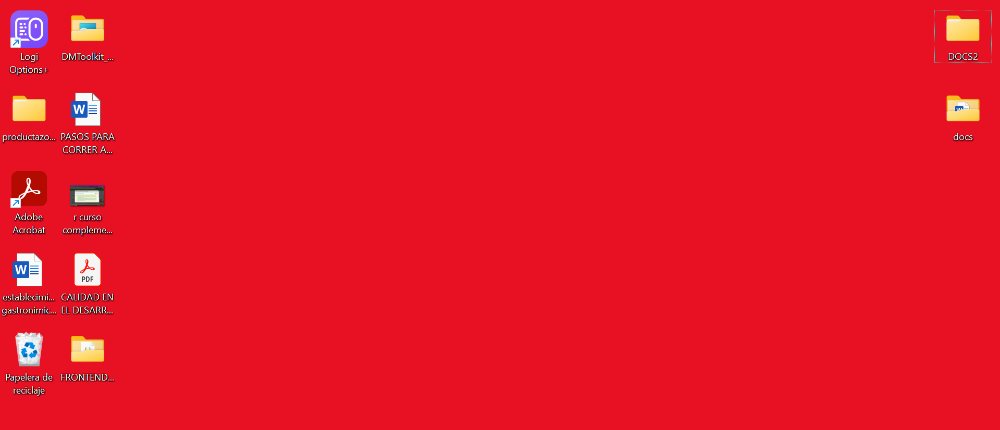 Logi
Options+
DMToolkit_...
DOCS2
productazo...
PASOS PARA
CORRER A...
docs
Adobe
Acrobat
r curso
compleme...
establecimi...
gastronimic...
PDF
CALIDAD EN
EL DESARR...
Papelera de
reciclaje
FRONTEND...